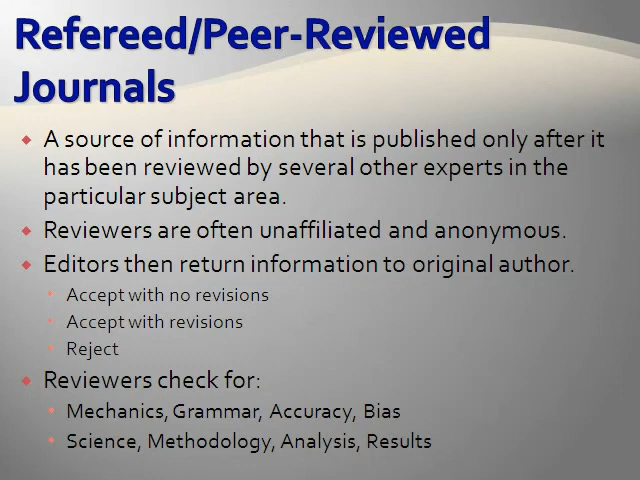 Refereed/Peer-Reviewed
Journals
A source of information that is published only after it
has been reviewed by several other experts in the
particular subject area.
Reviewers are often unaffiliated and anonymous.
Editors then return information to original author.
Accept with no revisions
Accept with revisions
Reject
Reviewers check for:
Mechanics, Grammar, Accuracy, Bias
Science, Methodology, Analysis, Results